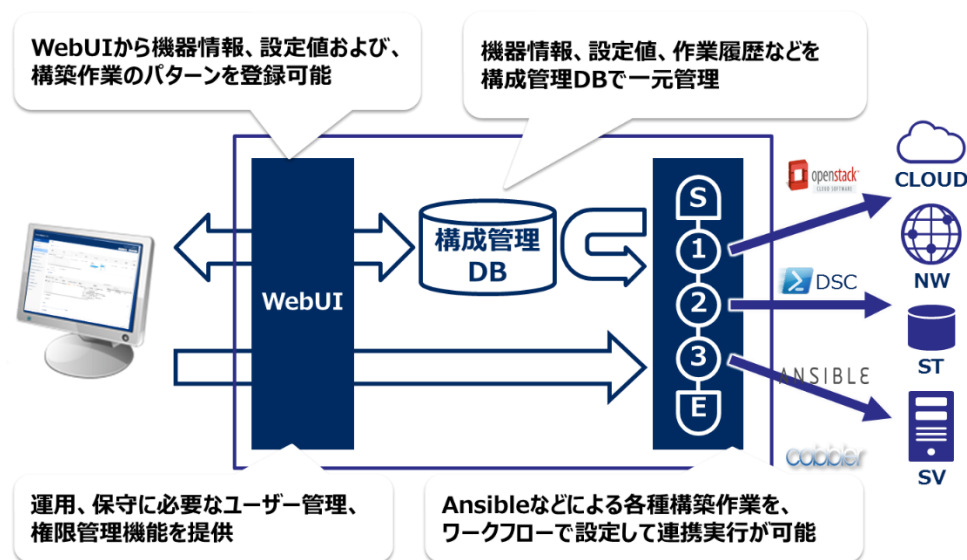 WebUIから機器情報、設定値および、
構築作業のパターンを登録可能
機器情報、設定値、作業履歴などを
構成管理DBで一元管理
WebUI
構成管理
DB
S
1
2
3
E
openstack
CLOUD SOFTWARE
DSC
ANSIBLE
cobbler
CLOUD
NW
ST
SV
運用、保守に必要なユーザー管理、
権限管理機能を提供
Ansibleなどによる各種構築作業を、
ワークフローで設定して連携実行が可能